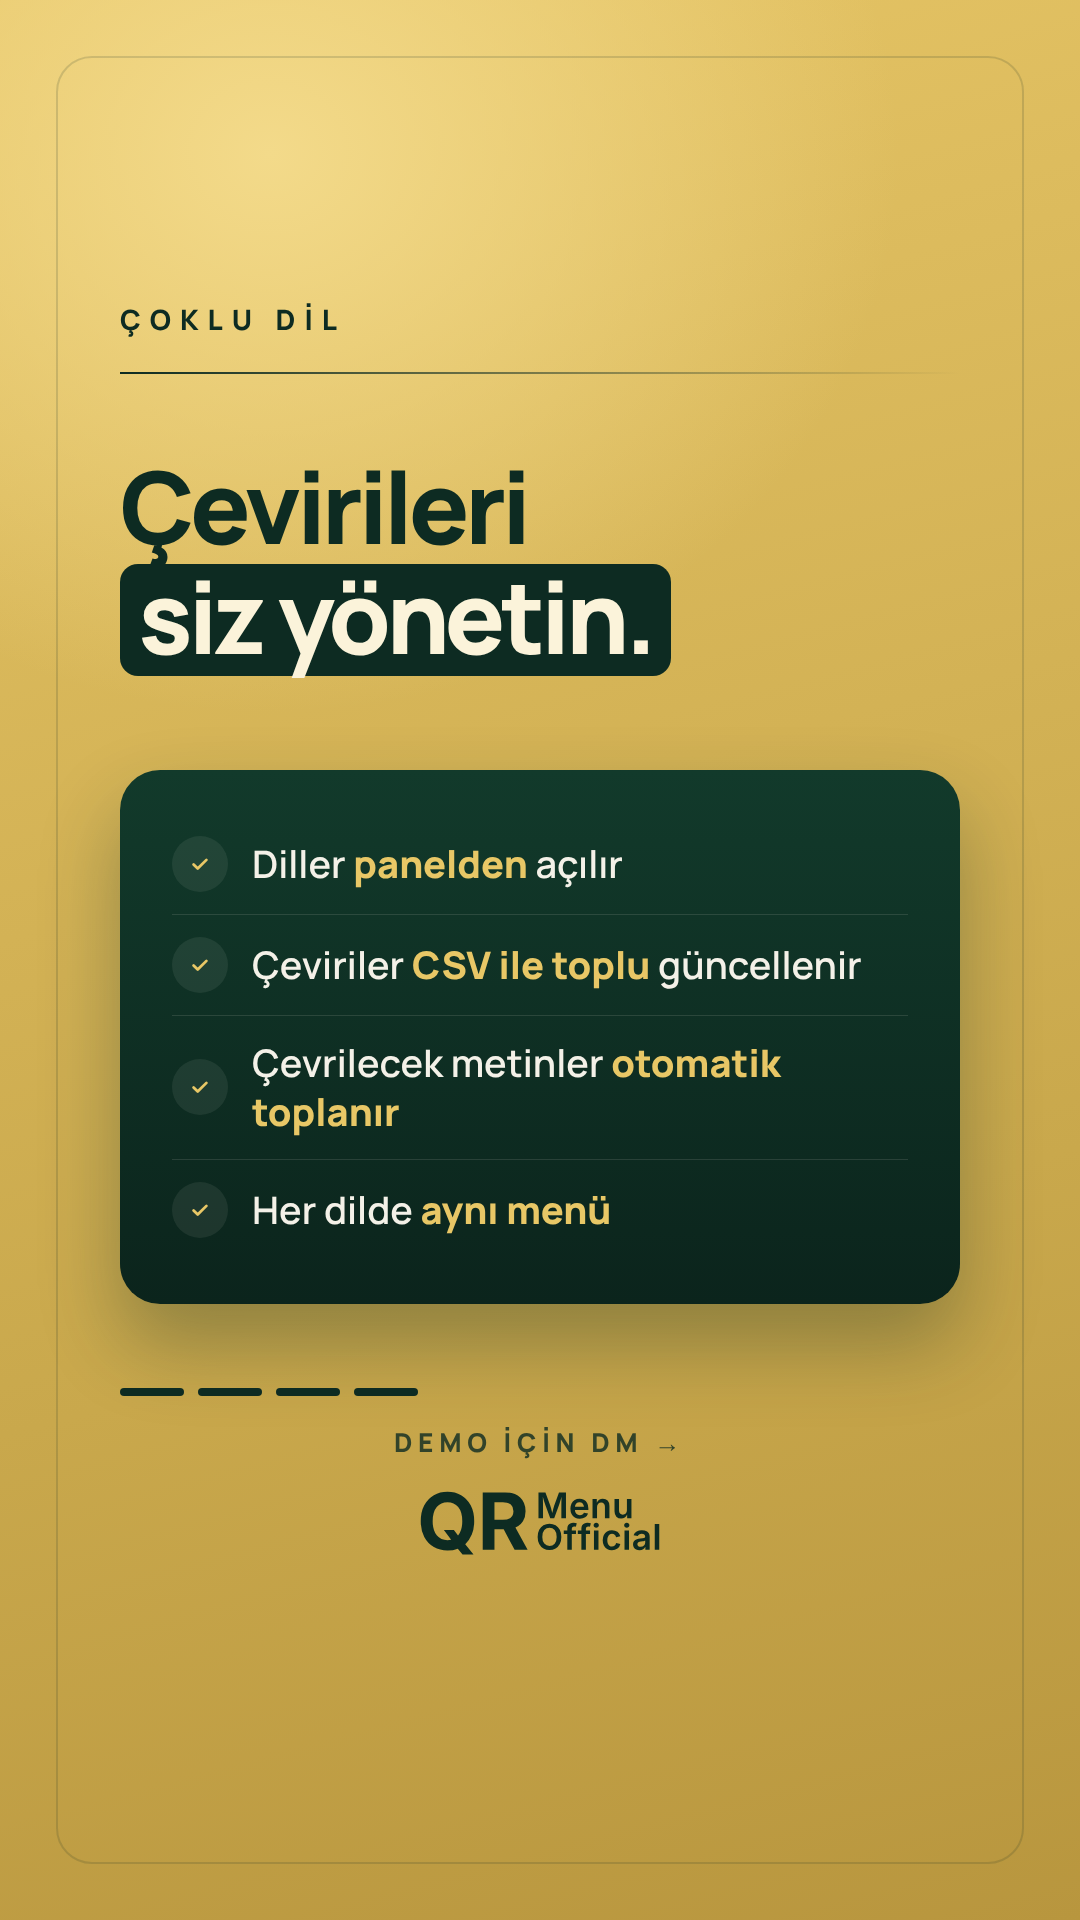 ÇOKLU DİL
Çevirileri
siz yönetin.
Diller panelden açılır
Çeviriler CSV ile toplu güncellenir
Çevrilecek metinler otomatik
toplanır
Her dilde aynı menü
DEMO İÇİN DM →
QR Menu
Official